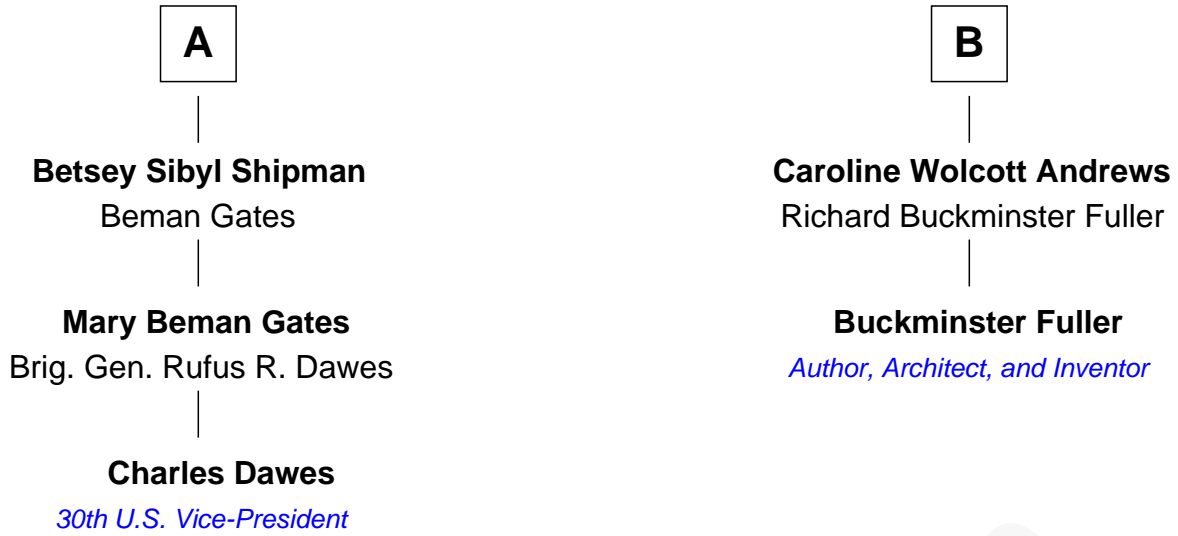 A
Betsey Sibyl Shipman
Beman Gates
Mary Beman Gates
Brig. Gen. Rufus R. Dawes
Charles Dawes
30th U.S. Vice-President
B
Caroline Wolcott Andrews
Richard Buckminster Fuller
Buckminster Fuller
Author, Architect, and Inventor